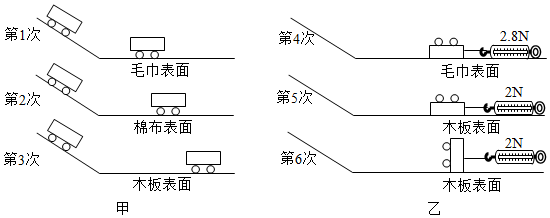 第1次
毛巾表面
第2次
棉布表面
第3次
木板表面
甲
第4次
2.8N
毛巾表面
第5次
2N
木板表面
第6次
2N
木板表面
乙